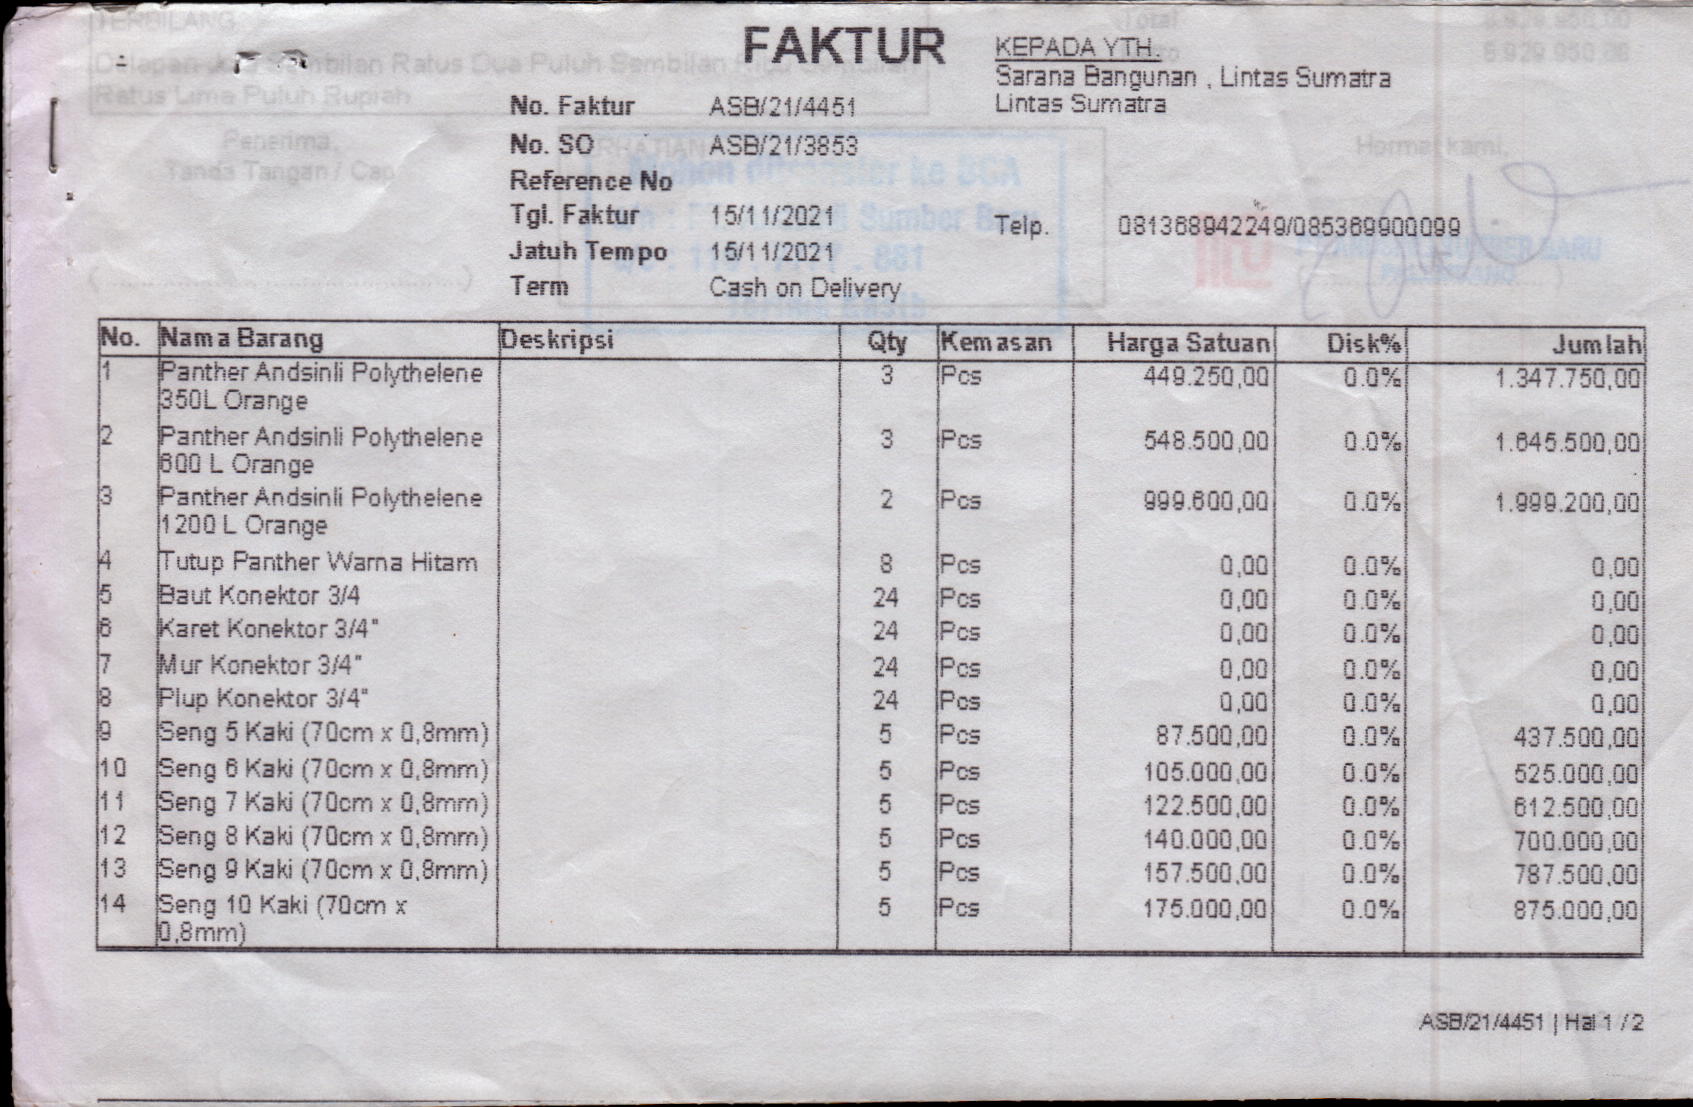 FAKTUR
KEPADA YTH.
Sarana Bangunan , Lintas Sumatra
Lintas Sumatra
No. Faktur ASB/21/4451
No. SO ASB/21/3853
Reference No
Tgl. Faktur 15/11/2021
Telp. 081368942249/085369900099
Jatuh Tempo 15/11/2021
Term Cash on Delivery
No. Nama Barang Deskripsi Qty Kemasan Harga Satuan Disk% Jumlah
1 Panther Andsinli Polythelene 3 Pcs 449.250,00 0.0% 1.347.750,00
350L Orange
2 Panther Andsinli Polythelene 3 Pcs 548.500,00 0.0% 1.645.500,00
600 L Orange
3 Panther Andsinli Polythelene 2 Pcs 999.600,00 0.0% 1.999.200,00
1200 L Orange
4 Tutup Panther Warna Hitam 8 Pcs 0,00 0.0% 0,00
5 Baut Konektor 3/4 24 Pcs 0,00 0.0% 0,00
6 Karet Konektor 3/4" 24 Pcs 0,00 0.0% 0,00
7 Mur Konektor 3/4" 24 Pcs 0,00 0.0% 0,00
8 Plup Konektor 3/4" 24 Pcs 0,00 0.0% 0,00
9 Seng 5 Kaki (70cm x 0,8mm) 5 Pcs 87.500,00 0.0% 437.500,00
10 Seng 6 Kaki (70cm x 0,8mm) 5 Pcs 105.000,00 0.0% 525.000,00
11 Seng 7 Kaki (70cm x 0,8mm) 5 Pcs 122.500,00 0.0% 612.500,00
12 Seng 8 Kaki (70cm x 0,8mm) 5 Pcs 140.000,00 0.0% 700.000,00
13 Seng 9 Kaki (70cm x 0,8mm) 5 Pcs 157.500,00 0.0% 787.500,00
14 Seng 10 Kaki (70cm x 5 Pcs 175.000,00 0.0% 875.000,00
0,8mm)
ASB/21/4451 | Hal 1 / 2